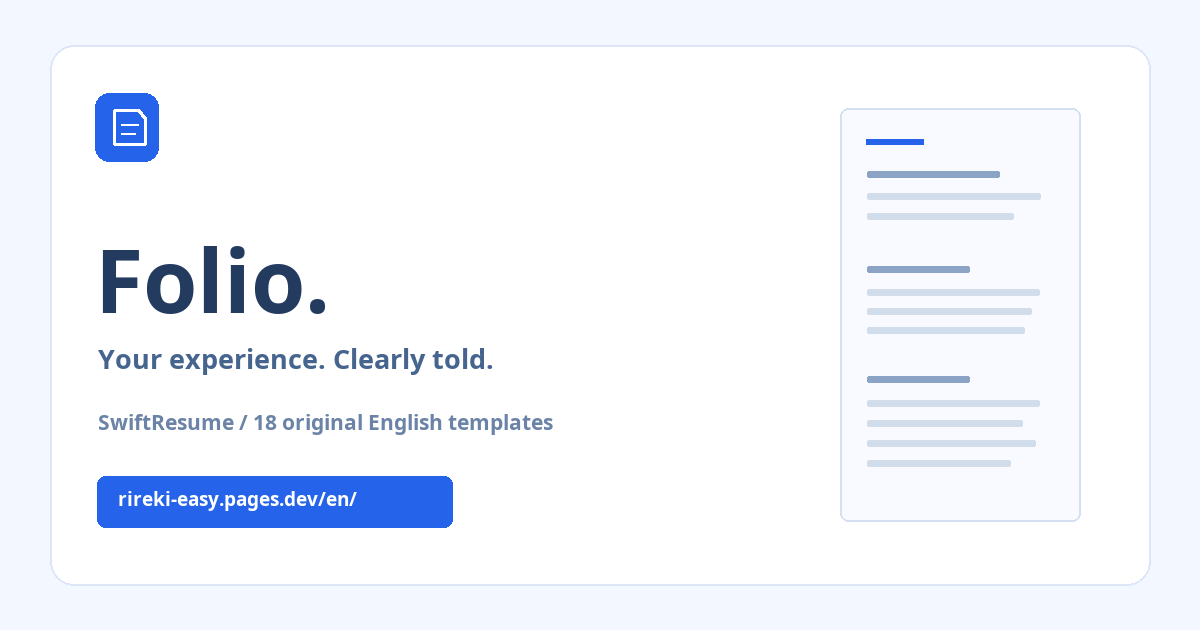 Folio.
Your experience. Clearly told.
SwiftResume / 18 original English templates
rireki-easy.pages.dev/en/